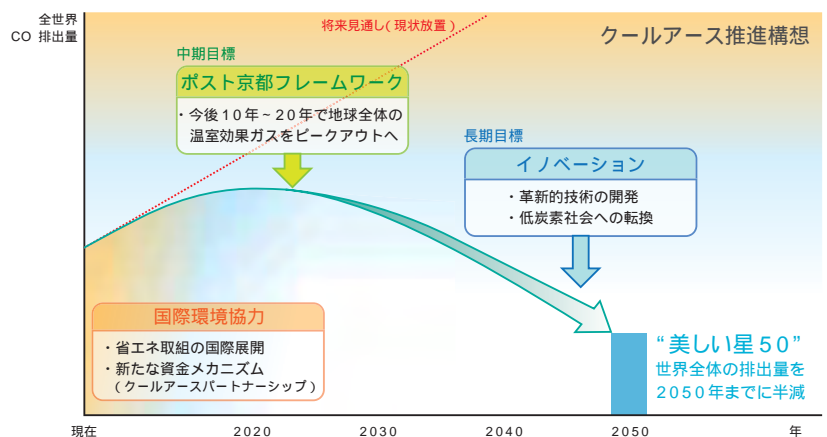 全世界
CO 排出量
将来見通し(現状放置)
クールアース推進構想
中期目標
ポスト京都フレームワーク
・今後10年~20年で地球全体の
温室効果ガスをピークアウトへ
長期目標
イノベーション
・革新的技術の開発
・低炭素社会への転換
国際環境協力
・省エネ取組の国際展開
・新たな資金メカニズム
(クールアースパートナーシップ)
“美しい星50”
世界全体の排出量を
2050年までに半減
現在
2020
2030
2040
2050
年